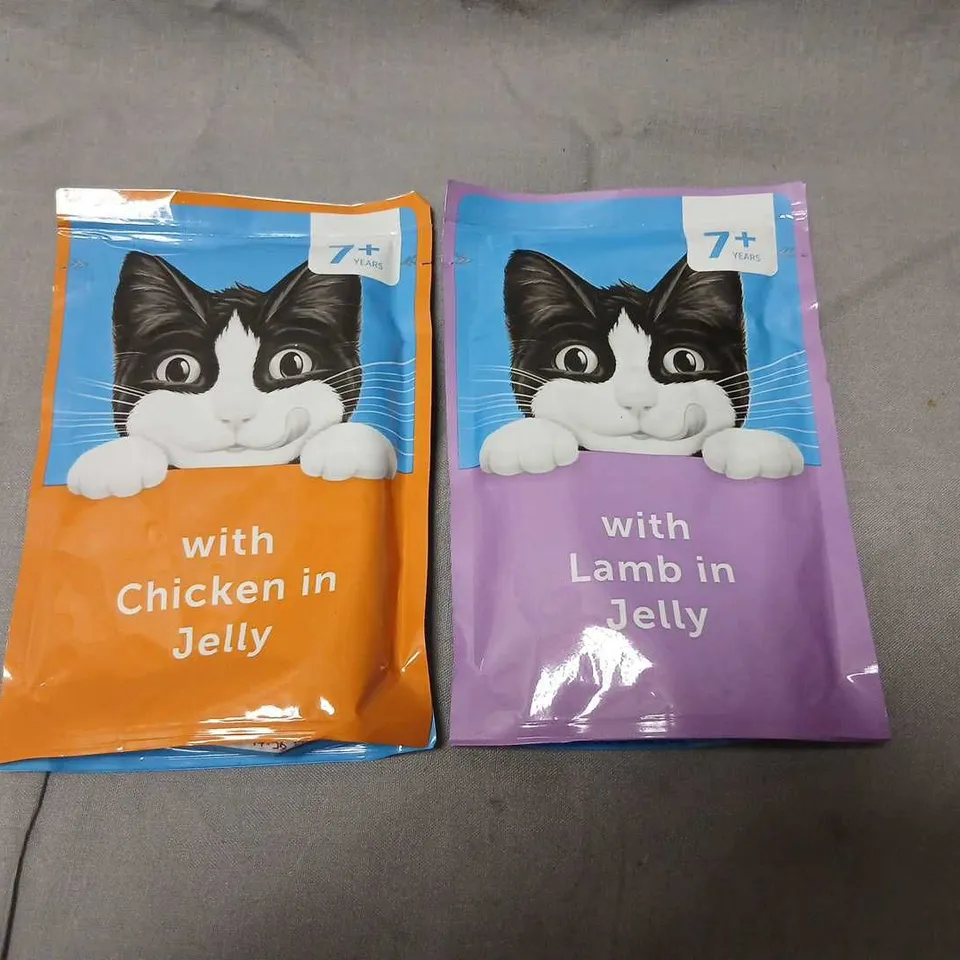 7+
YEARS
with
Chicken in
Jelly
7+
YEARS
with
Lamb in
Jelly